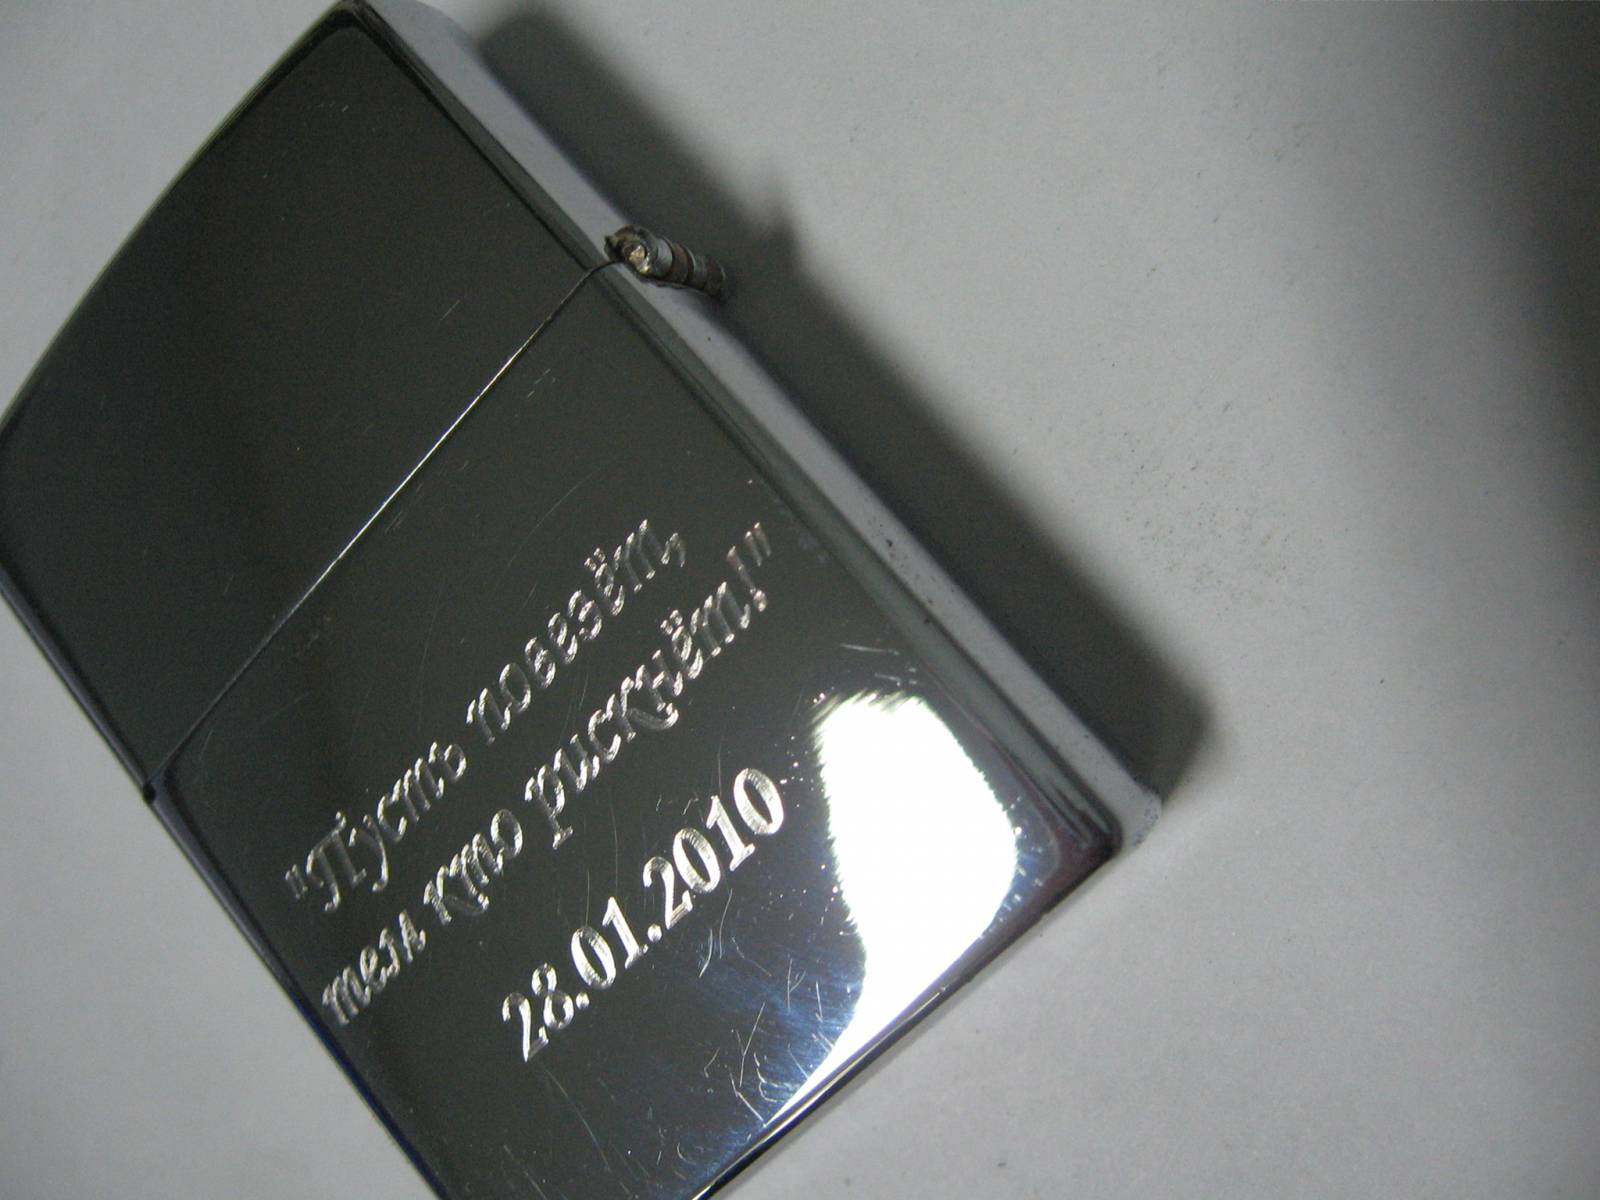 "Пусть повезёт,
тем кто рискнёт!"
28.01.2010